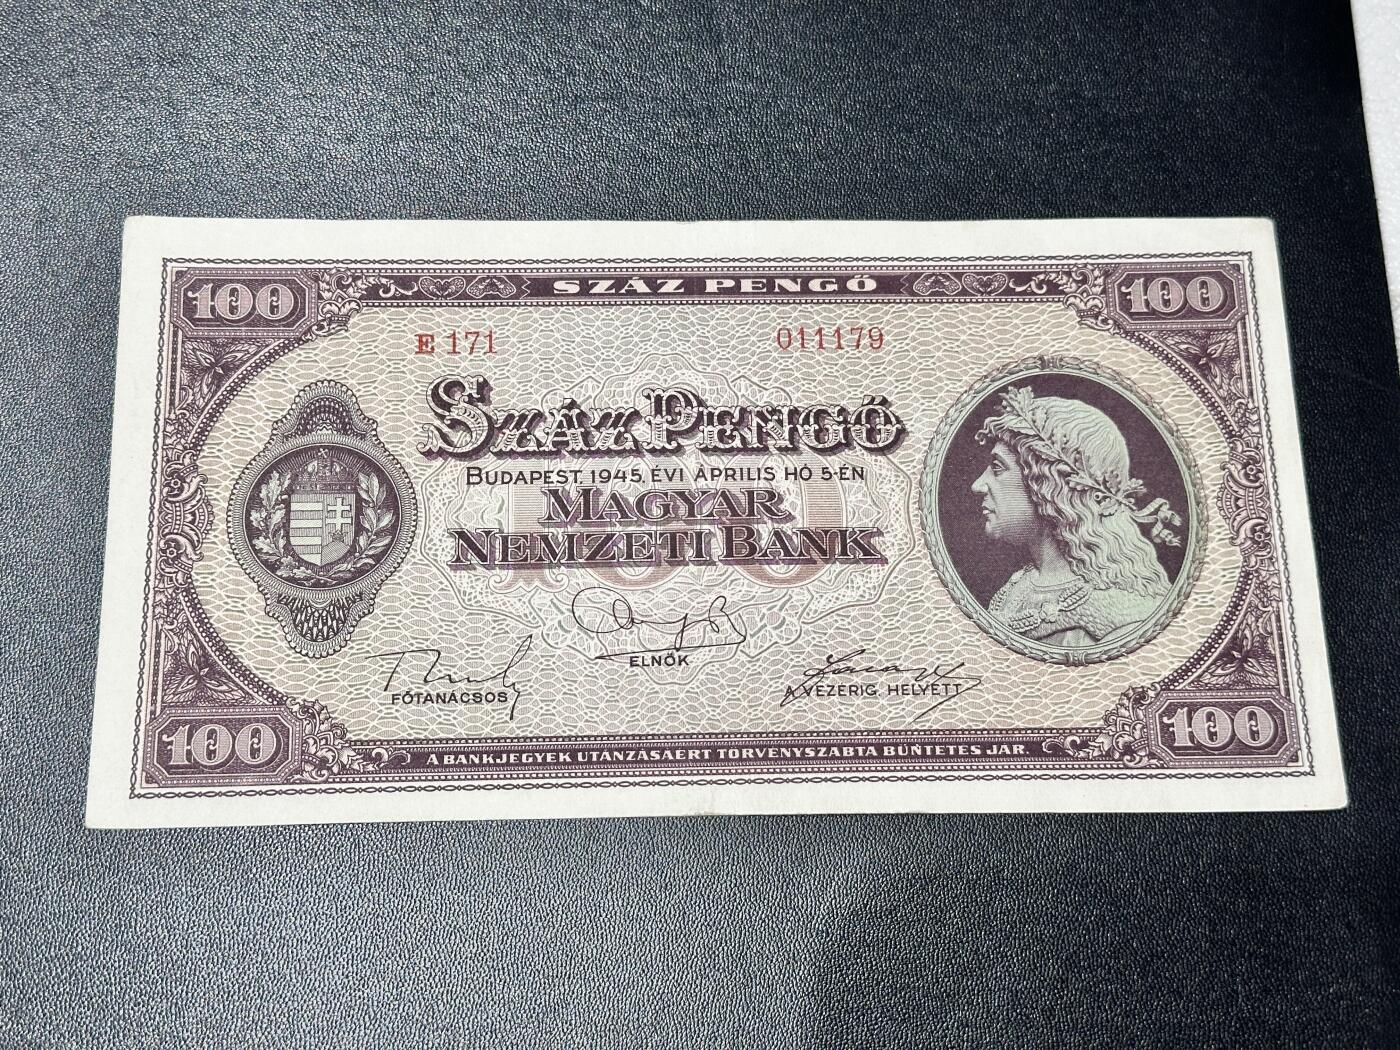 100 SZÁZ PENGŐ 100
E 171 011179
SZÁZ PENGŐ
BUDAPEST, 1945. ÉVI ÁPRILIS HÓ 5-ÉN
MAGYAR
NEMZETI BANK
100
ELNÖK
FŐTANÁCSOS
A VEZÉRIG. HELYETT
100 A BANKJEGYEK UTÁNZÁSÁÉRT TÖRVÉNYSZABTA BÜNTETÉS JÁR. 100